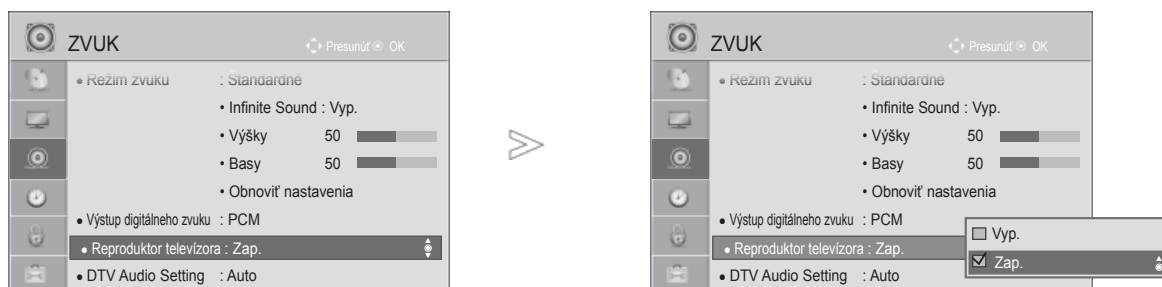 ZVUK
Presunúť OK
• Režim zvuku : Štandardné
• Infinite Sound : Vyp.
• Výšky 50
• Basy 50
• Obnoviť nastavenia
• Výstup digitálneho zvuku : PCM
• Reproduktor televízora : Zap.
• DTV Audio Setting : Auto
>
ZVUK
Presunúť OK
• Režim zvuku : Štandardné
• Infinite Sound : Vyp.
• Výšky 50
• Basy 50
• Obnoviť nastavenia
• Výstup digitálneho zvuku : PCM
• Reproduktor televízora : Zap.
• DTV Audio Setting : Auto
Vyp.
Zap.